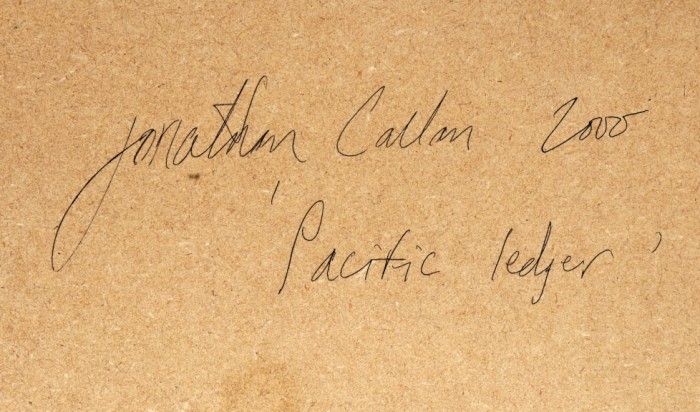 Jonathan Callan 2000
'Pacific ledger'